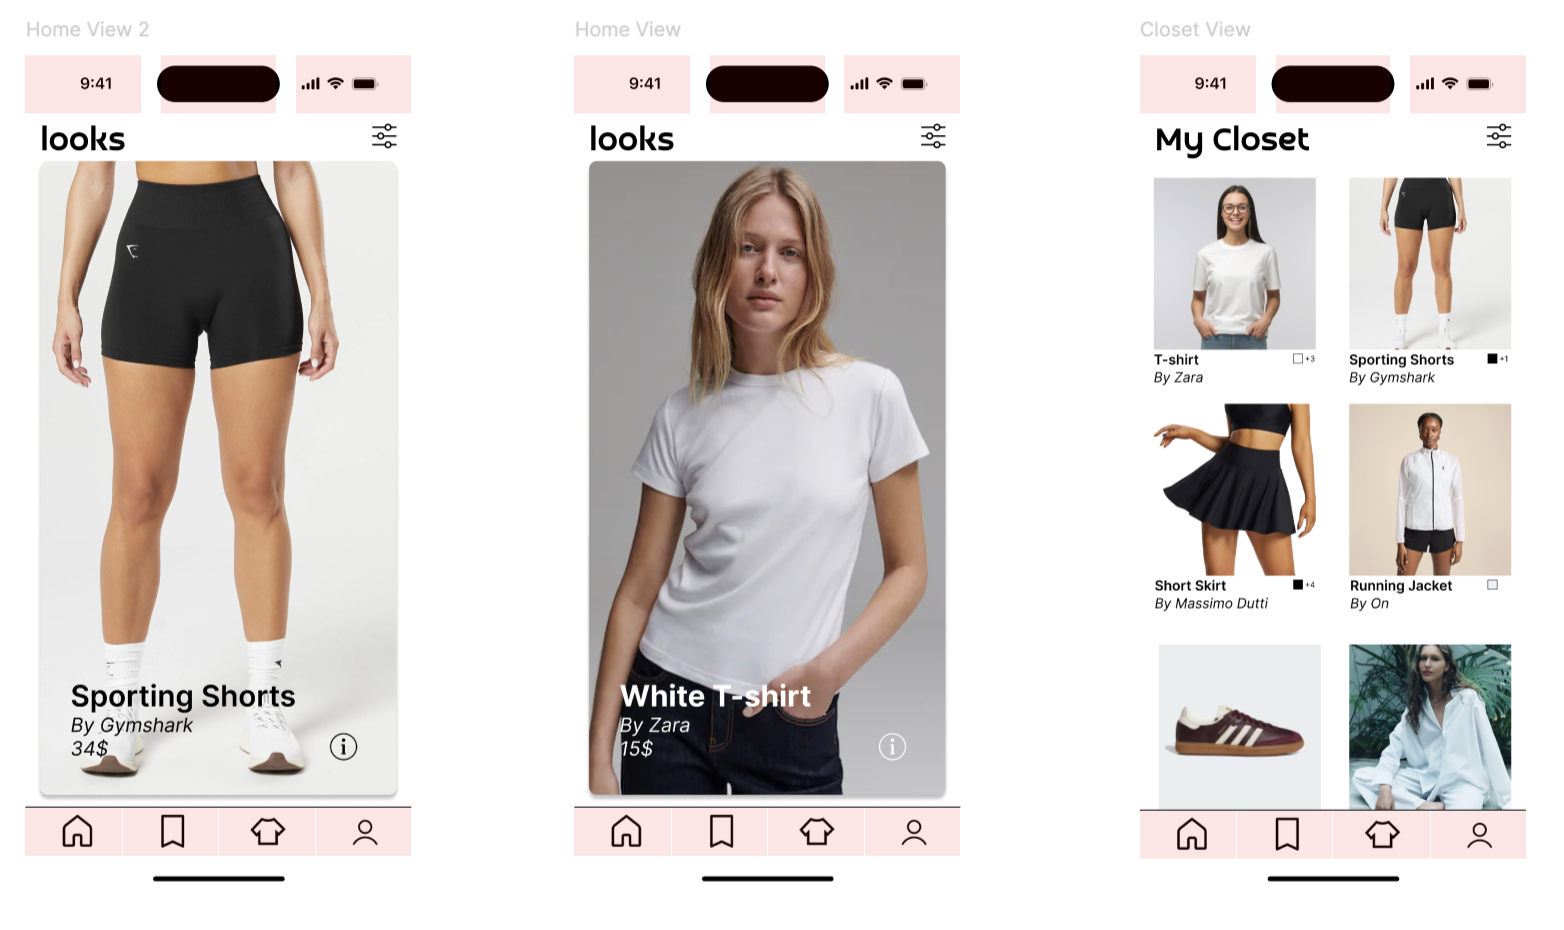 Home View 2
9:41
looks
Sporting Shorts
By Gymshark
34$
Home View
9:41
looks
White T-shirt
By Zara
15$
Closet View
9:41
My Closet
T-shirt
+3
By Zara
Sporting Shorts
+1
By Gymshark
Short Skirt
+4
By Massimo Dutti
Running Jacket
By On